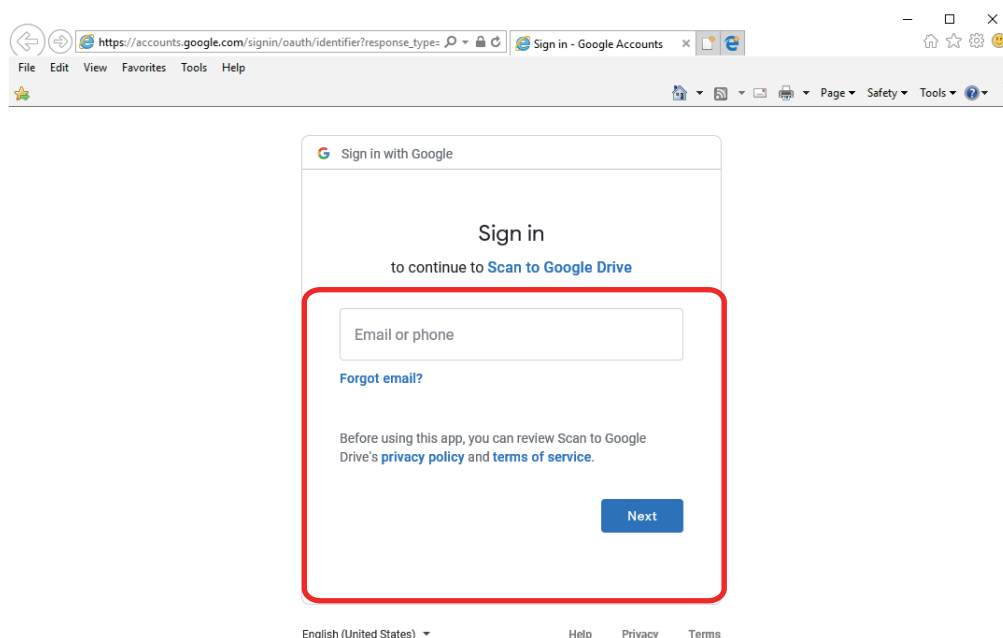 https://accounts.google.com/signin/oauth/identifier?response_type=
Sign in - Google Accounts
File Edit View Favorites Tools Help
Page Safety Tools
Sign in with Google
Sign in
to continue to Scan to Google Drive
Email or phone
Forgot email?
Before using this app, you can review Scan to Google
Drive's privacy policy and terms of service.
Next
English (United States) Help Privacy Terms